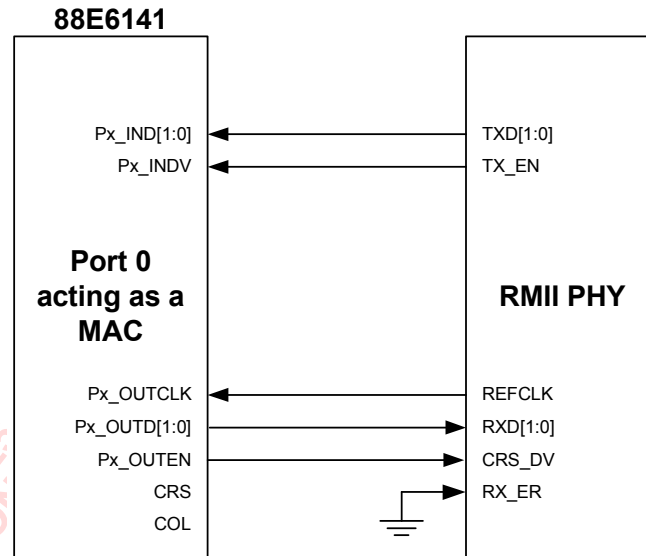 88E6141
Px_IND[1:0]
TXD[1:0]
Px_INDV
TX_EN
Port 0
acting as a
MAC
RMII PHY
Px_OUTCLK
REFCLK
Px_OUTD[1:0]
RXD[1:0]
Px_OUTEN
CRS_DV
CRS
RX_ER
COL